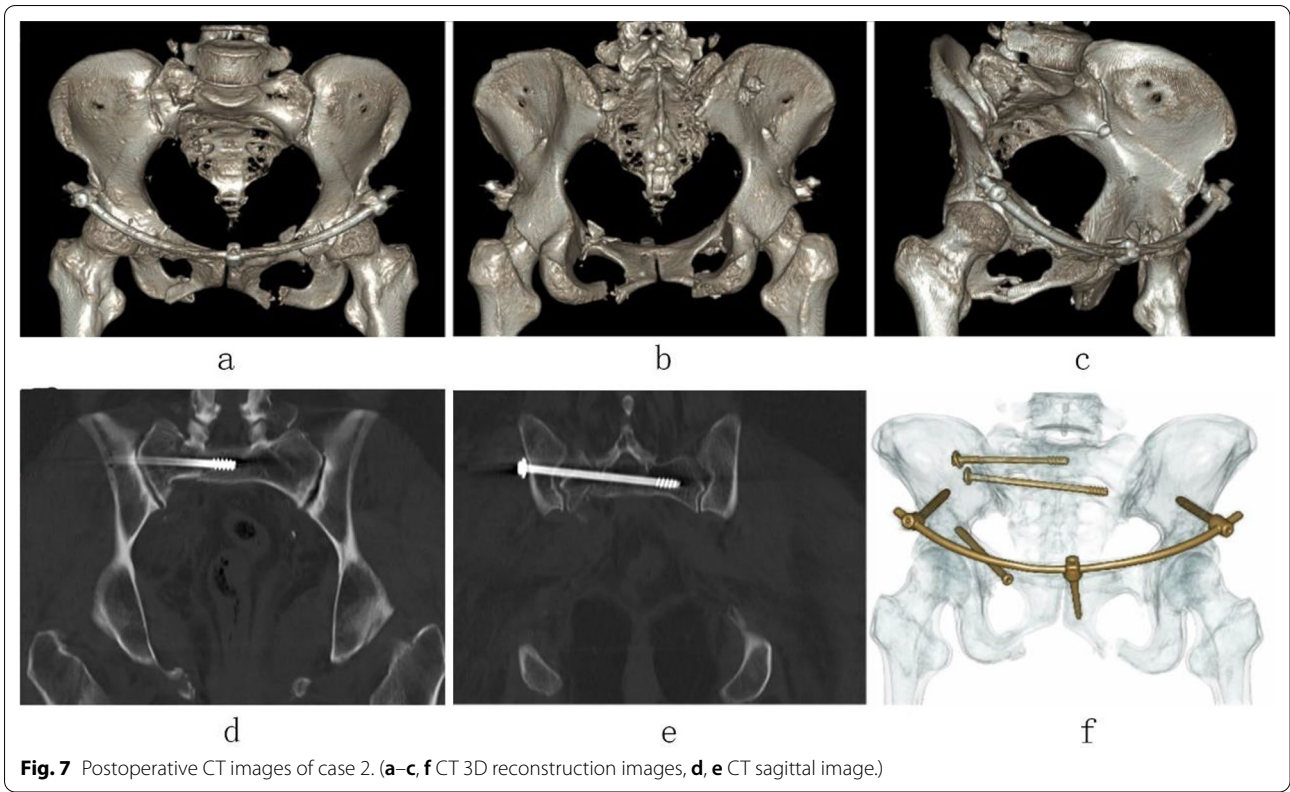 a
b
c
d
e
f
Fig. 7 Postoperative CT images of case 2. (a–c, f CT 3D reconstruction images, d, e CT sagittal image.)